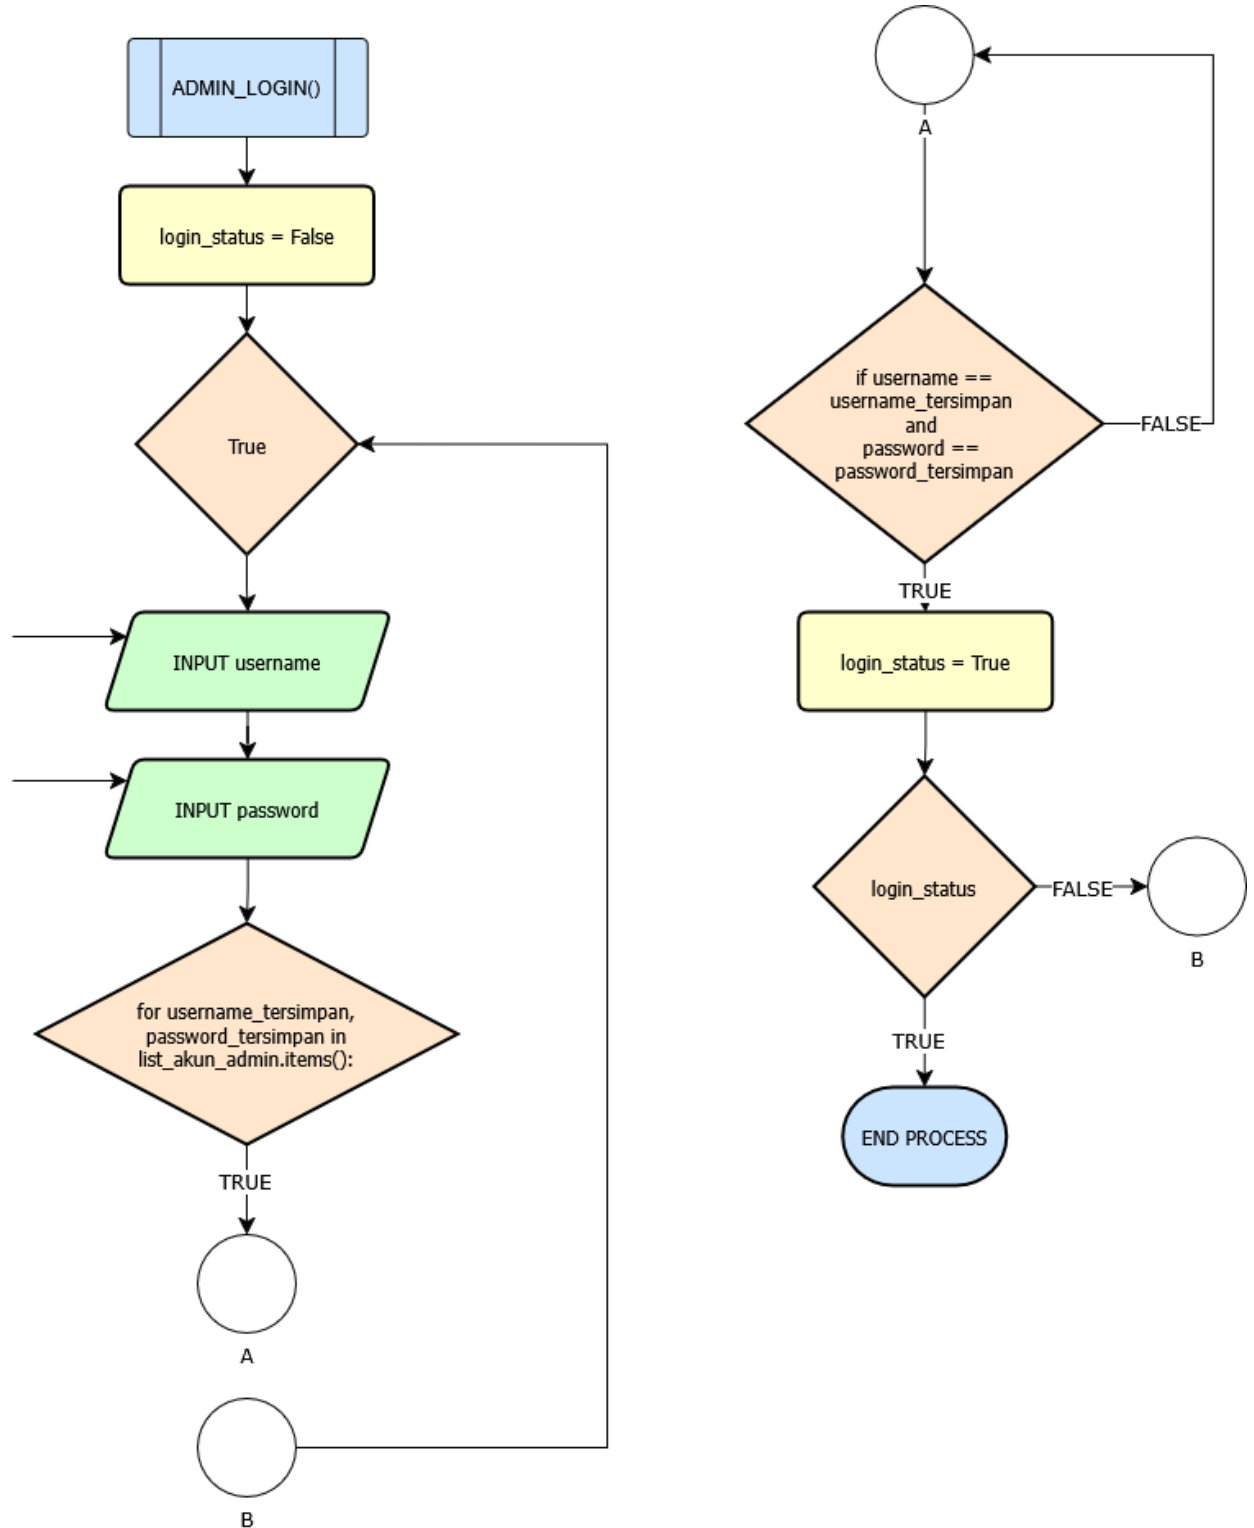 ADMIN_LOGIN()
login_status = False
True
INPUT username
INPUT password
for username_tersimpan,
password_tersimpan in
list_akun_admin.items():
TRUE
A
B
A
if username ==
username_tersimpan
and
password ==
password_tersimpan
FALSE
TRUE
login_status = True
login_status
FALSE
B
TRUE
END PROCESS